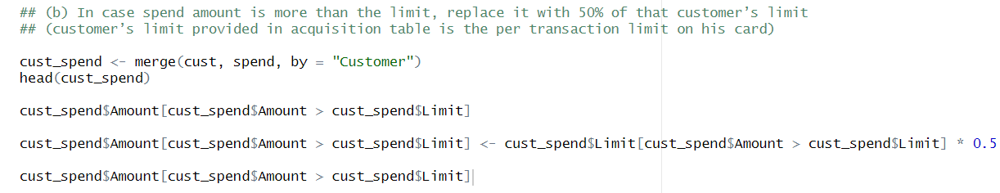 ## (b) In case spend amount is more than the limit, replace it with 50% of that customer’s limit
## (customer’s limit provided in acquisition table is the per transaction limit on his card)
cust_spend <- merge(cust, spend, by = "Customer")
head(cust_spend)
cust_spend$Amount[cust_spend$Amount > cust_spend$Limit]
cust_spend$Amount[cust_spend$Amount > cust_spend$Limit] <- cust_spend$Limit[cust_spend$Amount > cust_spend$Limit] * 0.5
cust_spend$Amount[cust_spend$Amount > cust_spend$Limit]